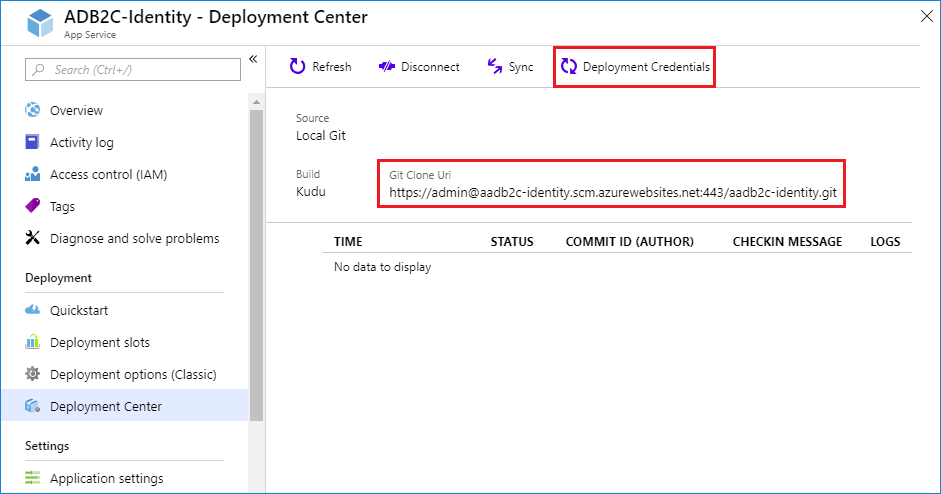 ADB2C-Identity - Deployment Center
App Service
Search (Ctrl+/)
Overview
Activity log
Access control (IAM)
Tags
Diagnose and solve problems
Deployment
Quickstart
Deployment slots
Deployment options (Classic)
Deployment Center
Settings
Application settings
Refresh
Disconnect
Sync
Deployment Credentials
Source
Local Git
Build
Kudu
Git Clone Uri
https://admin@aadb2c-identity.scm.azurewebsites.net:443/aadb2c-identity.git
TIME STATUS COMMIT ID (AUTHOR) CHECKIN MESSAGE LOGS
No data to display